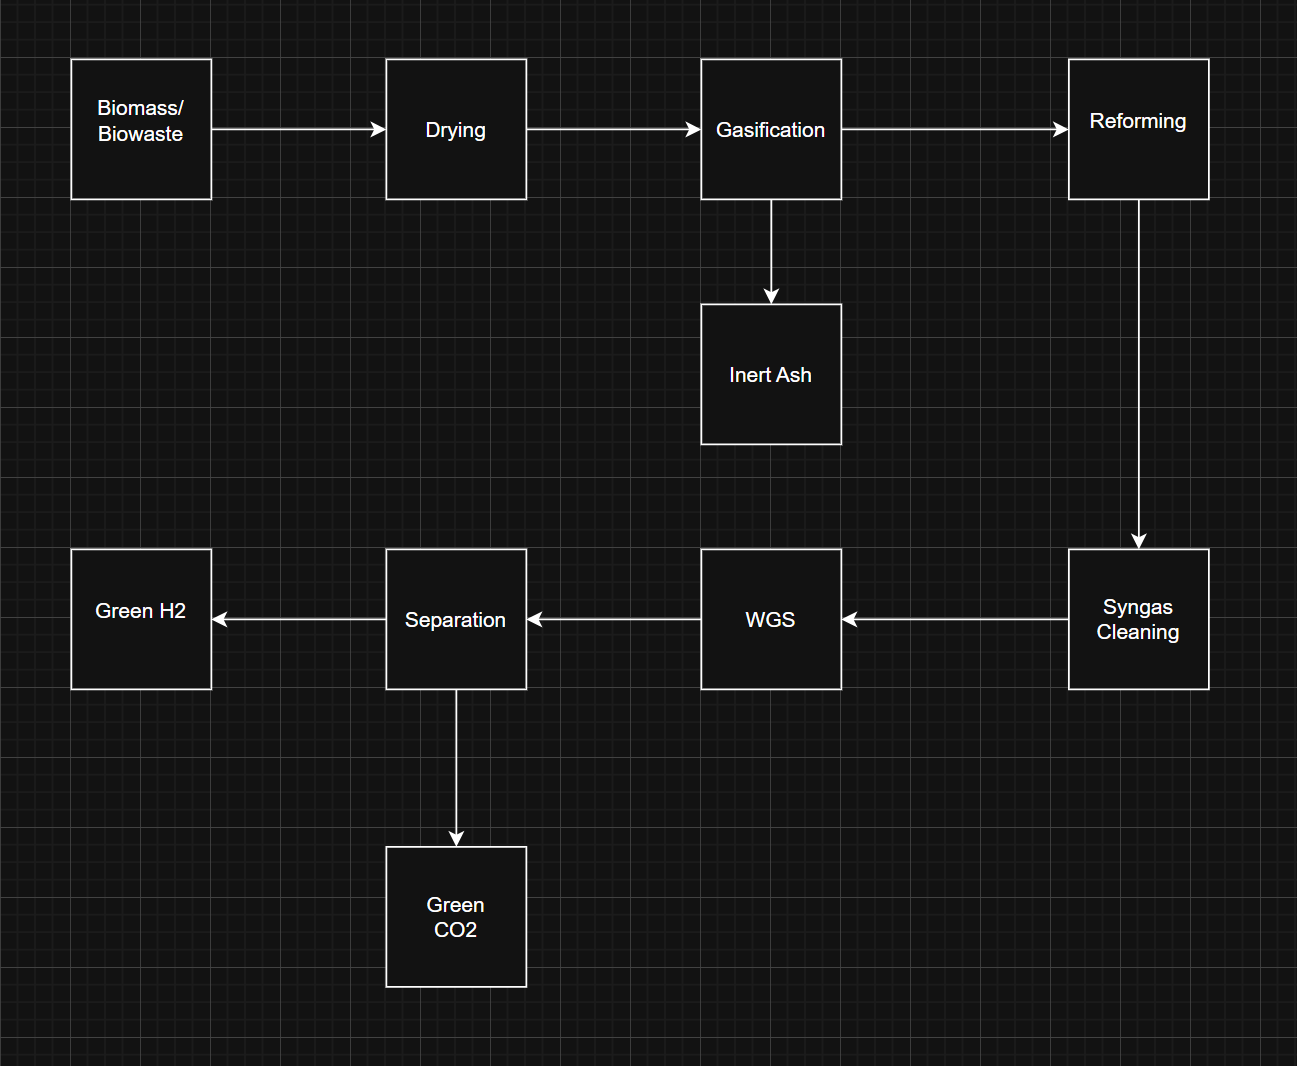 Biomass/
Biowaste
Drying
Gasification
Reforming
Inert Ash
Green H2
Separation
WGS
Syngas
Cleaning
Green
CO2